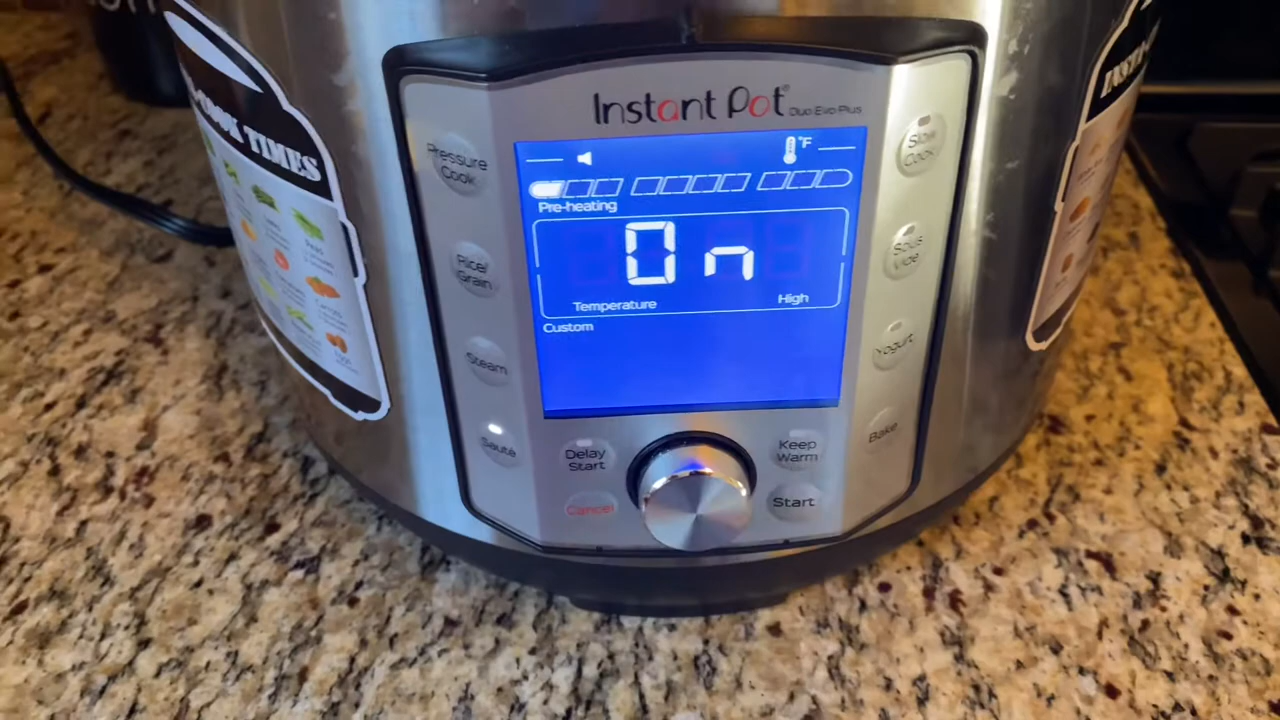 COOK TIMES
Peas
Instant Pot® Duo Evo Plus
°F
Pre-heating
On
Temperature High
Custom
Pressure
Cook
Rice/
Grain
Steam
Sauté
Delay
Start
Cancel
Keep
Warm
Start
Slow
Cook
Sous
Vide
Yogurt
Bake